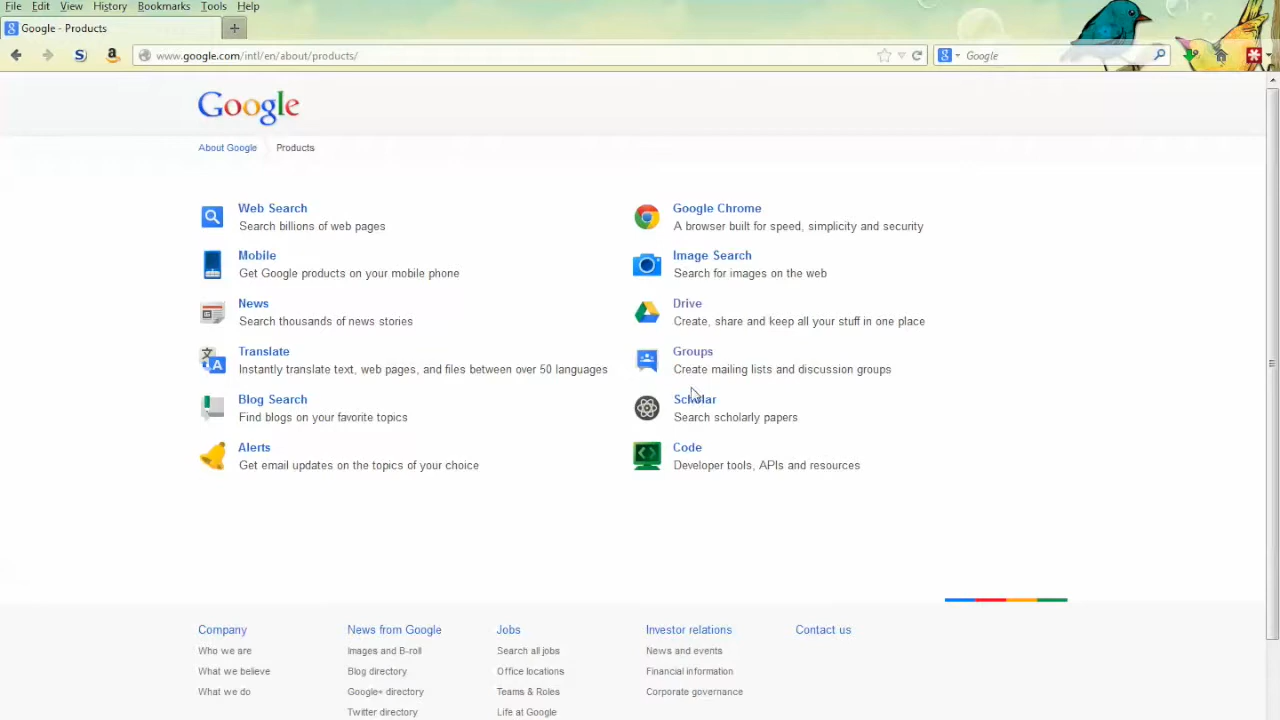 File Edit View History Bookmarks Tools Help
Google - Products
www.google.com/intl/en/about/products/
Google
Google
About Google Products
Web Search
Search billions of web pages
Google Chrome
A browser built for speed, simplicity and security
Mobile
Get Google products on your mobile phone
Image Search
Search for images on the web
News
Search thousands of news stories
Drive
Create, share and keep all your stuff in one place
Translate
Instantly translate text, web pages, and files between over 50 languages
Groups
Create mailing lists and discussion groups
Blog Search
Find blogs on your favorite topics
Scholar
Search scholarly papers
Alerts
Get email updates on the topics of your choice
Code
Developer tools, APIs and resources
Company
Who we are
What we believe
What we do
News from Google
Images and B-roll
Blog directory
Google+ directory
Twitter directory
Jobs
Search all jobs
Office locations
Teams & Roles
Life at Google
Investor relations
News and events
Financial information
Corporate governance
Contact us